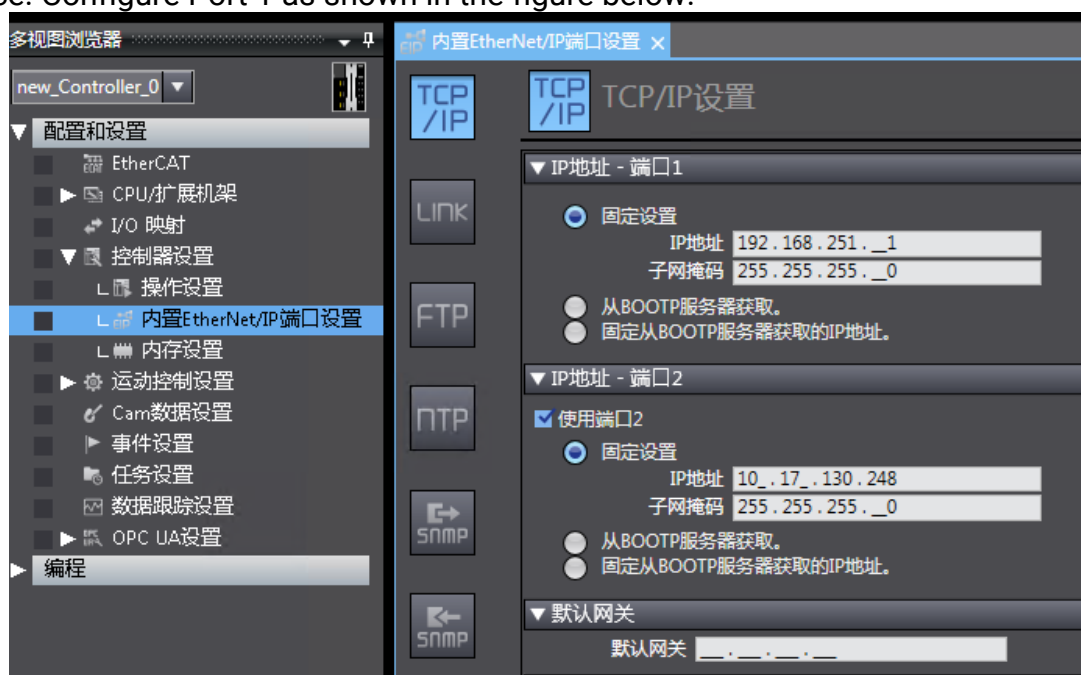 se. Configure Port 1 as shown in the figure below.
多视图浏览器
new_Controller_0
配置和设置
EtherCAT
CPU/扩展机架
I/O 映射
控制器设置
操作设置
内置EtherNet/IP端口设置
内存设置
运动控制设置
Cam数据设置
事件设置
任务设置
数据跟踪设置
OPC UA设置
编程
内置EtherNet/IP端口设置
TCP/IP
LINK
FTP
NTP
SNMP
SNMP
TCP/IP
TCP/IP设置
IP地址 - 端口1
固定设置
IP地址 192.168.251.__1
子网掩码 255.255.255.__0
从BOOTP服务器获取。
固定从BOOTP服务器获取的IP地址。
IP地址 - 端口2
使用端口2
固定设置
IP地址 10_.17_.130.248
子网掩码 255.255.255.__0
从BOOTP服务器获取。
固定从BOOTP服务器获取的IP地址。
默认网关
默认网关 __.__.__.__